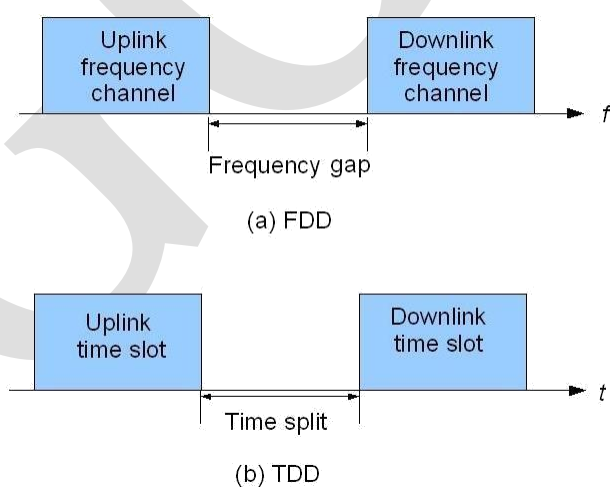 Uplink
frequency
channel
Downlink
frequency
channel
f
Frequency gap
(a) FDD
Uplink
time slot
Downlink
time slot
t
Time split
(b) TDD